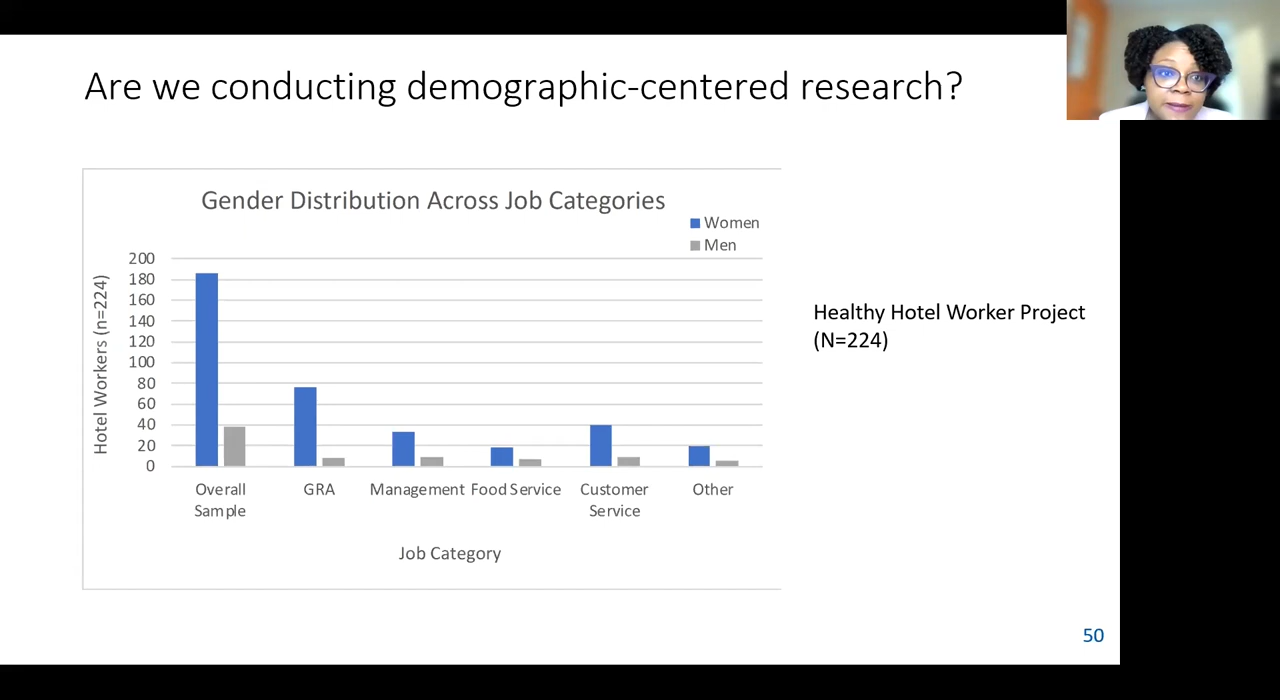 Are we conducting demographic-centered research?
Gender Distribution Across Job Categories
Women
Men
Hotel Workers (n=224)
200
180
160
140
120
100
80
60
40
20
0
Overall Sample
GRA
Management
Food Service
Customer Service
Other
Job Category
Healthy Hotel Worker Project
(N=224)
50